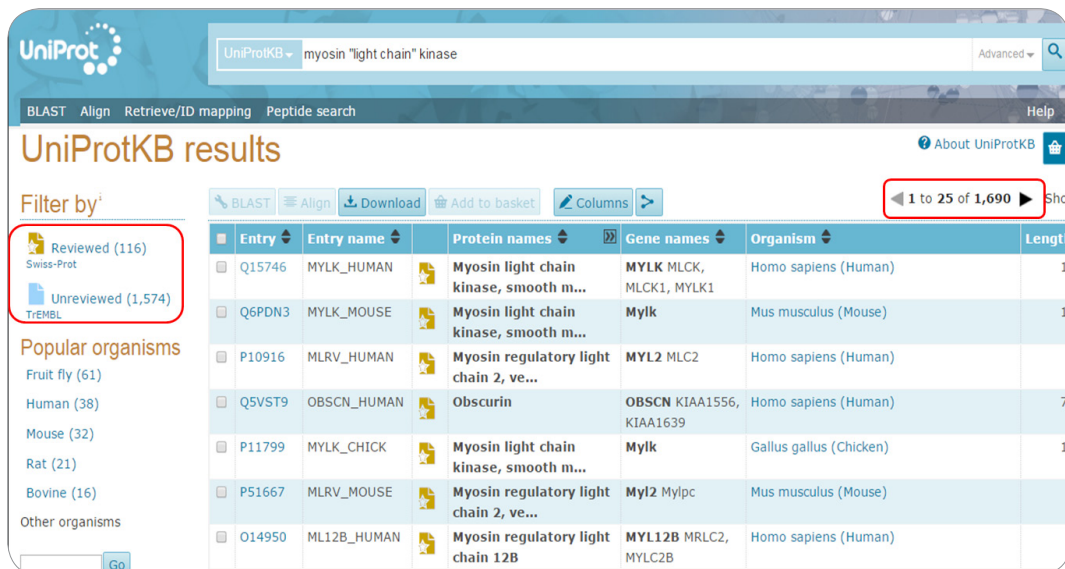 UniProt
UniProtKB
myosin "light chain" kinase
Advanced
BLAST Align Retrieve/ID mapping Peptide search
Help
UniProtKB results
About UniProtKB
Filter by
Reviewed (116)
Swiss-Prot
Unreviewed (1,574)
TrEMBL
Popular organisms
Fruit fly (61)
Human (38)
Mouse (32)
Rat (21)
Bovine (16)
Other organisms
Go
BLAST Align Download Add to basket Columns
1 to 25 of 1,690
Entry Entry name Protein names Gene names Organism
Q15746 MYLK_HUMAN Myosin light chain MYLK MLCK, Homo sapiens (Human)
kinase, smooth m... MLCK1, MYLK1
Q6PDN3 MYLK_MOUSE Myosin light chain Mylk Mus musculus (Mouse)
kinase, smooth m...
P10916 MLRV_HUMAN Myosin regulatory light MYL2 MLC2 Homo sapiens (Human)
chain 2, ve...
Q5VST9 OBSCN_HUMAN Obscurin OBSCN KIAA1556, Homo sapiens (Human)
KIAA1639
P11799 MYLK_CHICK Myosin light chain Mylk Gallus gallus (Chicken)
kinase, smooth m...
P51667 MLRV_MOUSE Myosin regulatory light Myl2 Mylpc Mus musculus (Mouse)
chain 2, ve...
O14950 ML12B_HUMAN Myosin regulatory light MYL12B MRLC2, Homo sapiens (Human)
chain 12B MYLC2B